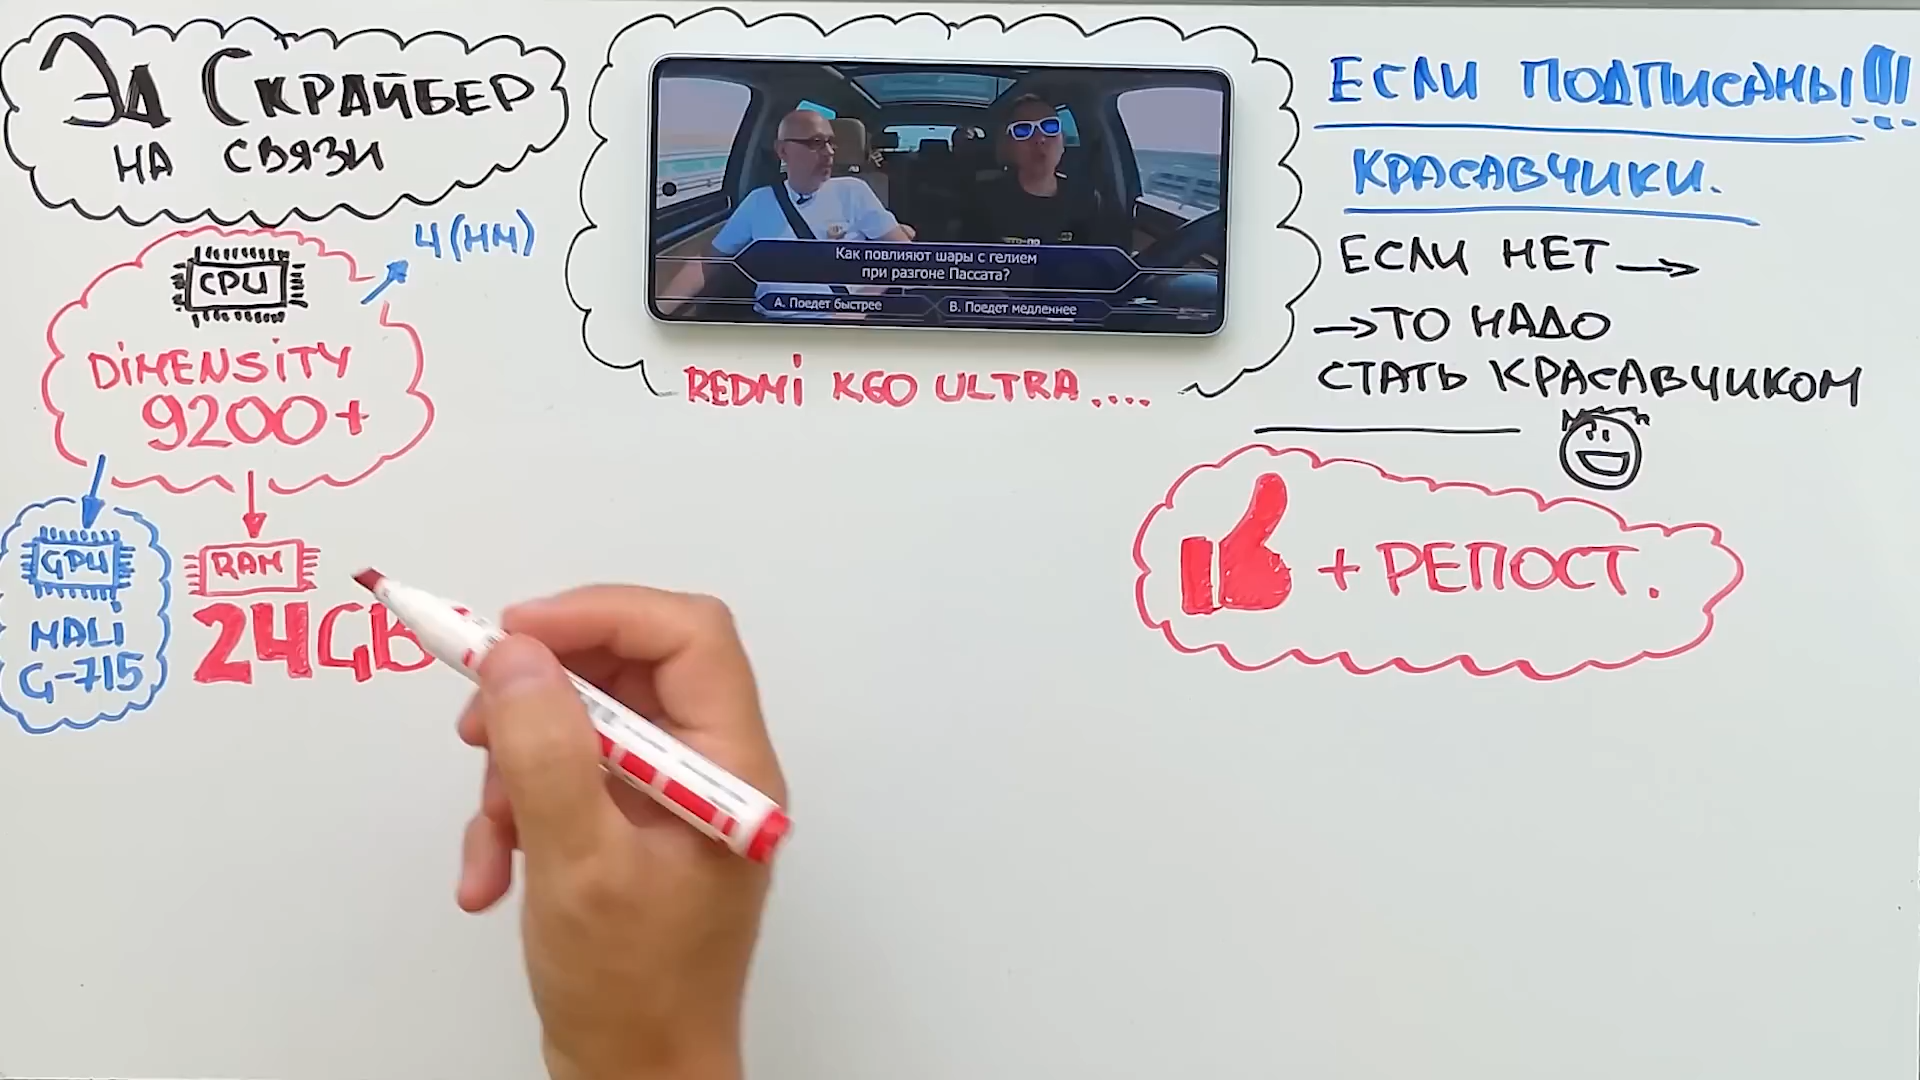 ЭД СКРАЙБЕР
НА СВЯЗИ
4(НМ)
CPU
DiMENSiTY
9200+
GPU
MALi
G-715
RAM
24GB
Как повлияют шары с гелием
при разгоне Пассата?
А. Поедет быстрее
В. Поедет медленнее
REDMi K60 ULTRA....
ЕСЛИ ПОДПИСАНЫ!!!
КРАСАВЧИКИ.
ЕСЛИ НЕТ →
→ТО НАДО
СТАТЬ КРАСАВЧИКОМ
+ РЕПОСТ.